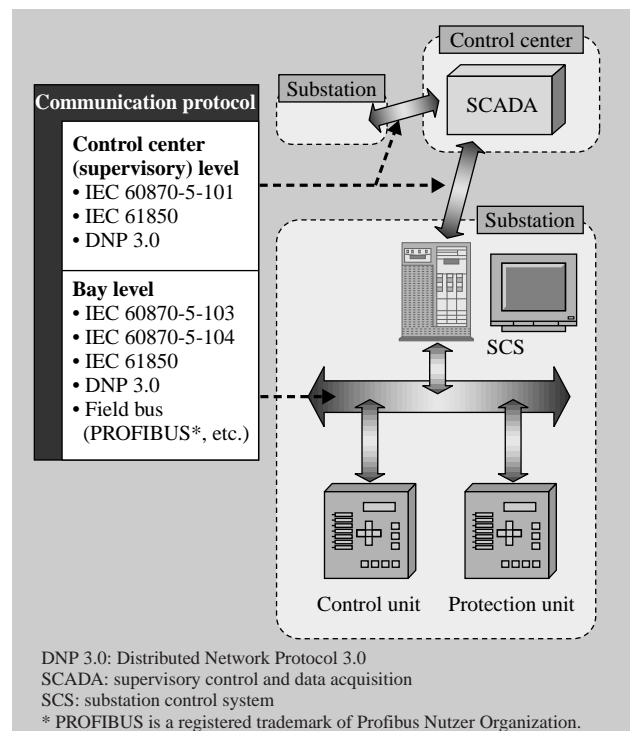 Control center
SCADA
Substation
Communication protocol
Control center
(supervisory) level
• IEC 60870-5-101
• IEC 61850
• DNP 3.0
Bay level
• IEC 60870-5-103
• IEC 60870-5-104
• IEC 61850
• DNP 3.0
• Field bus
(PROFIBUS*, etc.)
Substation
SCS
Control unit
Protection unit
DNP 3.0: Distributed Network Protocol 3.0
SCADA: supervisory control and data acquisition
SCS: substation control system
* PROFIBUS is a registered trademark of Profibus Nutzer Organization.